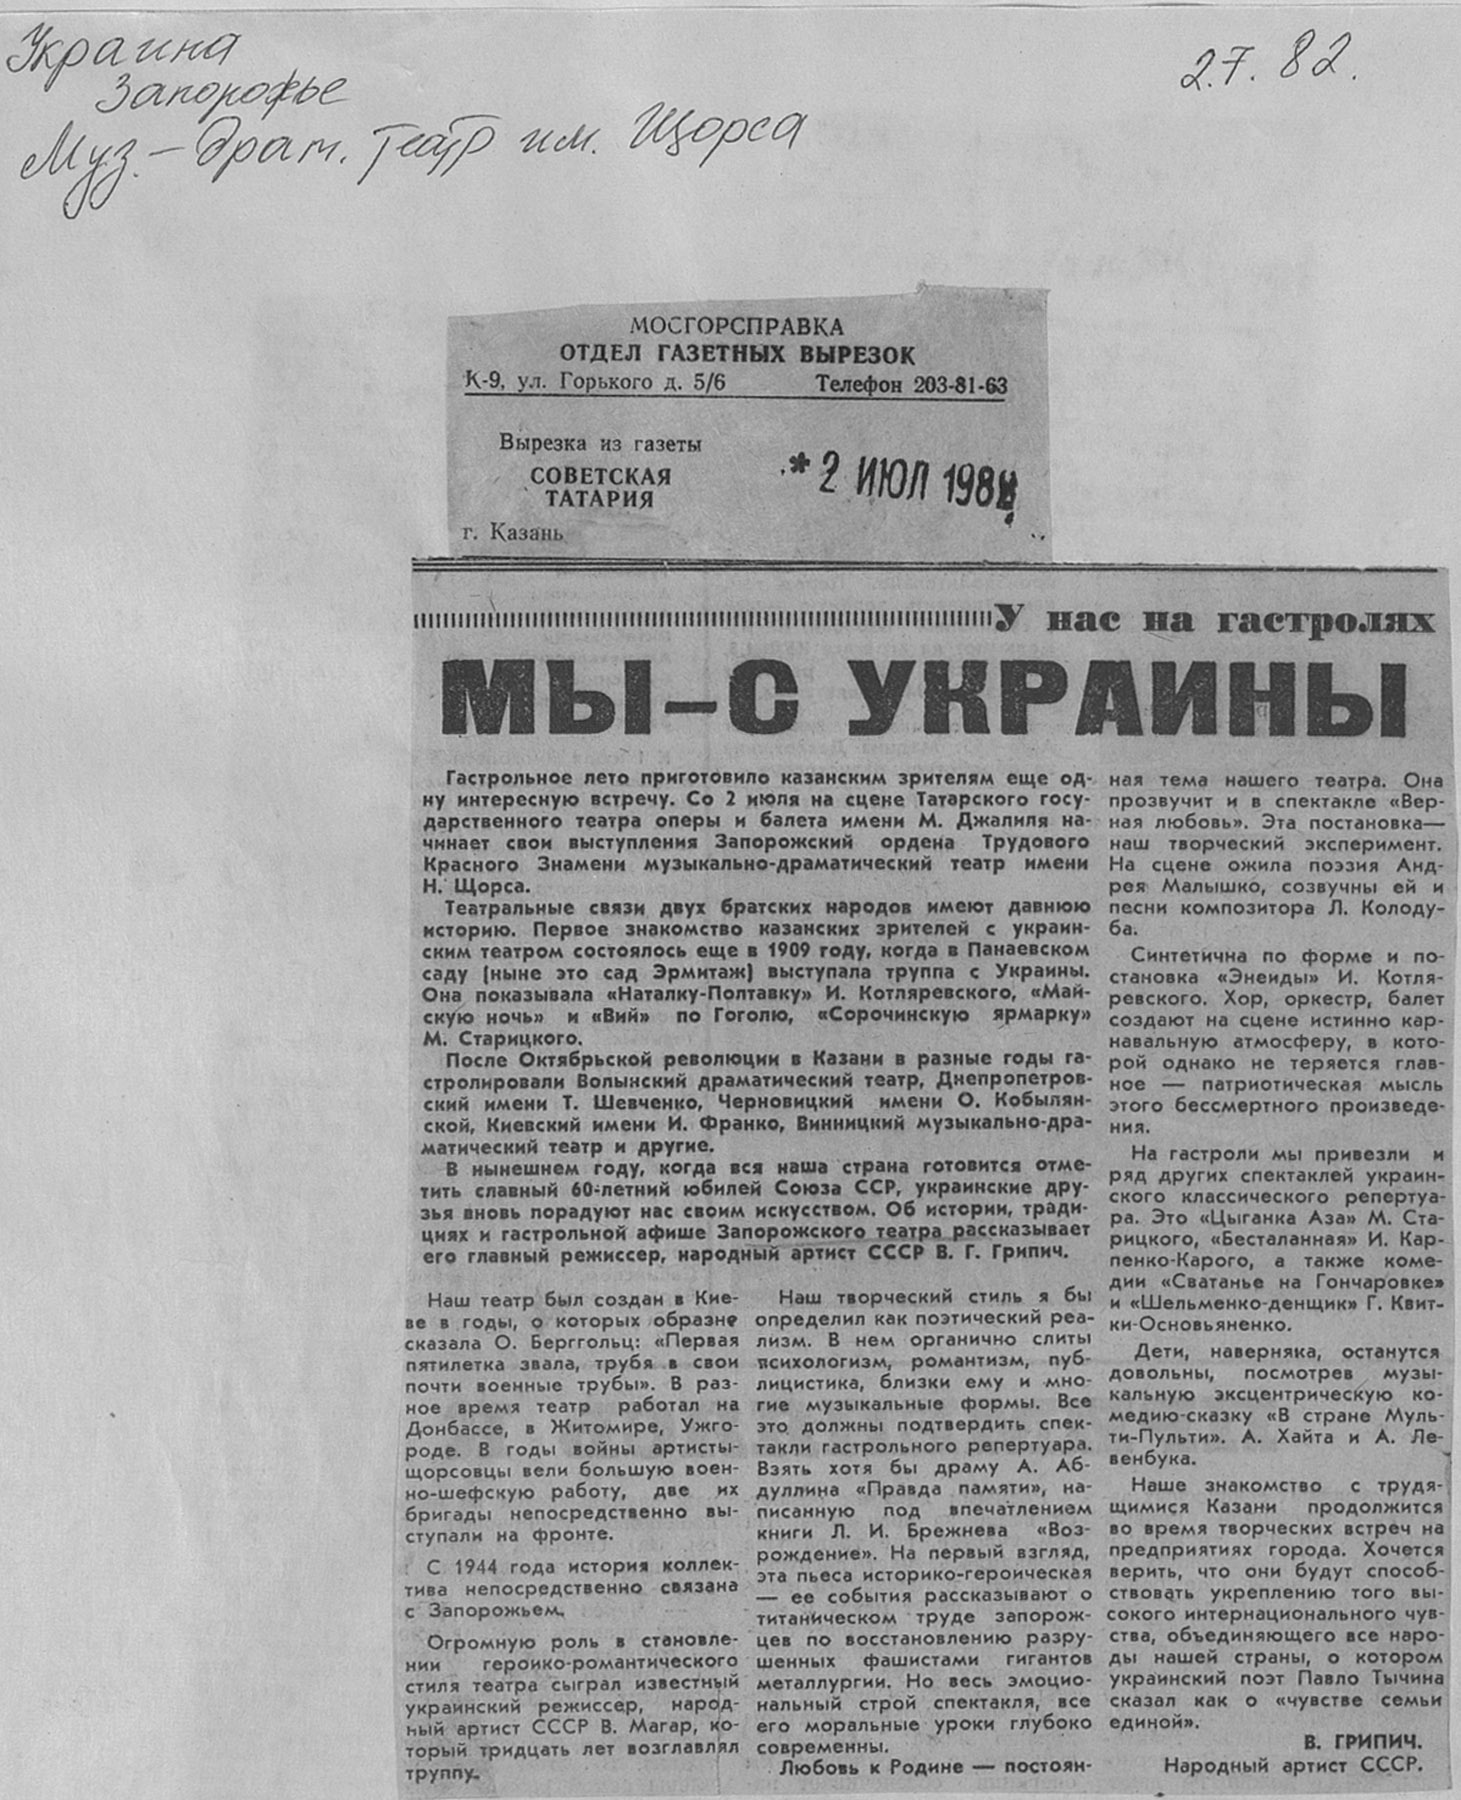 Украина
Запорожье
Муз.-драт. театр им. Щорса
2.7.82.
МОСГОРСПРАВКА
ОТДЕЛ ГАЗЕТНЫХ ВЫРЕЗОК
К-9, ул. Горького д. 5/6 Телефон 203-81-63
Вырезка из газеты
СОВЕТСКАЯ
ТАТАРИЯ
г. Казань
* 2 ИЮЛ 198
У нас на гастролях
МЫ – С УКРАИНЫ
Гастрольное лето приготовило казанским зрителям еще од-
ну интересную встречу. Со 2 июля на сцене Татарского госу-
дарственного театра оперы и балета имени М. Джалиля на-
чинает свои выступления Запорожский ордена Трудового
Красного Знамени музыкально-драматический театр имени
Н. Щорса.
Театральные связи двух братских народов имеют давнюю
историю. Первое знакомство казанских зрителей с украин-
ским театром состоялось еще в 1909 году, когда в Панаевском
саду (ныне это сад Эрмитаж) выступала труппа с Украины.
Она показывала «Наталку-Полтавку» И. Котляревского, «Май-
скую ночь» и «Вий» по Гоголю, «Сорочинскую ярмарку»
М. Старицкого.
После Октябрьской революции в Казани в разные годы га-
стролировали Волынский драматический театр, Днепропетров-
ский имени Т. Шевченко, Черновицкий имени О. Кобылян-
ской, Киевский имени И. Франко, Винницкий музыкально-дра-
матический театр и другие.
В нынешнем году, когда вся наша страна готовится отме-
тить славный 60-летний юбилей Союза ССР, украинские дру-
зья вновь порадуют нас своим искусством. Об истории, тради-
циях и гастрольной афише Запорожского театра рассказывает
его главный режиссер, народный артист СССР В. Г. Грипич.
Наш театр был создан в Кие-
ве в годы, о которых образне
сказала О. Берггольц: «Первая
пятилетка звала, трубя в свои
почти военные трубы». В раз-
ное время театр работал на
Донбассе, в Житомире, Ужго-
роде. В годы войны артисты-
щорсовцы вели большую воен-
но-шефскую работу, две их
бригады непосредственно вы-
ступали на фронте.
С 1944 года история коллек-
тива непосредственно связана
с Запорожьем.
Огромную роль в становле-
нии героико-романтического
стиля театра сыграл известный
украинский режиссер, народ-
ный артист СССР В. Магар, ко-
торый тридцать лет возглавлял
труппу.
Наш творческий стиль я бы
определил как поэтический реа-
лизм. В нем органично слиты
психологизм, романтизм, пуб-
лицистика, близки ему и мно-
гие музыкальные формы. Все
это должны подтвердить спек-
такли гастрольного репертуара.
Взять хотя бы драму А. Аб-
дуллина «Правда памяти», на-
писанную под впечатлением
книги Л. И. Брежнева «Воз-
рождение». На первый взгляд,
эта пьеса историко-героическая
— ее события рассказывают о
титаническом труде запорож-
цев по восстановлению разру-
шенных фашистами гигантов
металлургии. Но весь эмоцио-
нальный строй спектакля, все
его моральные уроки глубоко
современны.
Любовь к Родине — постоян-
ная тема нашего театра. Она
прозвучит и в спектакле «Вер-
ная любовь». Эта постановка—
наш творческий эксперимент.
На сцене ожила поэзия Анд-
рея Малышко, созвучны ей и
песни композитора Л. Колоду-
ба.
Синтетична по форме и по-
становка «Энеиды» И. Котля-
ревского. Хор, оркестр, балет
создают на сцене истинно кар-
навальную атмосферу, в кото-
рой однако не теряется глав-
ное — патриотическая мысль
этого бессмертного произведе-
ния.
На гастроли мы привезли и
ряд других спектаклей украин-
ского классического репертуа-
ра. Это «Цыганка Аза» М. Ста-
рицкого, «Бесталанная» И. Кар-
пенко-Карого, а также коме-
дии «Сватанье на Гончаровке»
и «Шельменко-денщик» Г. Квит-
ки-Основьяненко.
Дети, наверняка, останутся
довольны, посмотрев музы-
кальную эксцентрическую ко-
медию-сказку «В стране Муль-
ти-Пульти». А. Хайта и А. Ле-
венбука.
Наше знакомство с трудя-
щимися Казани продолжится
во время творческих встреч на
предприятиях города. Хочется
верить, что они будут способ-
ствовать укреплению того вы-
сокого интернационального чув-
ства, объединяющего все наро-
ды нашей страны, о котором
украинский поэт Павло Тычина
сказал как о «чувстве семьи
единой».
В. ГРИПИЧ.
Народный артист СССР.